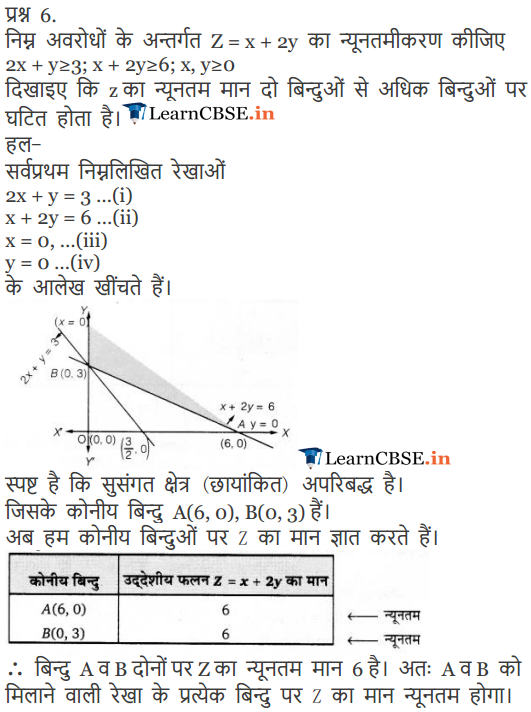 प्रश्न 6.
निम्न अवरोधों के अन्तर्गत Z = x + 2y का न्यूनतमीकरण कीजिए
2x + y≥3; x + 2y≥6; x, y≥0
दिखाइए कि z का न्यूनतम मान दो बिन्दुओं से अधिक बिन्दुओं पर
घटित होता है।
LearnCBSE.in
हल–
सर्वप्रथम निम्नलिखित रेखाओं
2x + y = 3 ...(i)
x + 2y = 6 ...(ii)
x = 0, ...(iii)
y = 0 ...(iv)
के आलेख खींचते हैं।
Y
(x = 0)
2x + y = 3
B (0, 3)
x + 2y = 6
A y = 0
X' O (0, 0) (3/2, 0) (6, 0) X
Y'
LearnCBSE.in
स्पष्ट है कि सुसंगत क्षेत्र (छायांकित) अपरिबद्ध है।
जिसके कोनीय बिन्दु A(6, 0), B(0, 3) हैं।
अब हम कोनीय बिन्दुओं पर Z का मान ज्ञात करते हैं।
कोनीय बिन्दु उद्देशीय फलन Z = x + 2y का मान
A(6, 0) 6 ← न्यूनतम
B(0, 3) 6 ← न्यूनतम
∴ बिन्दु A व B दोनों पर Z का न्यूनतम मान 6 है। अतः A व B को
मिलाने वाली रेखा के प्रत्येक बिन्दु पर Z का मान न्यूनतम होगा।